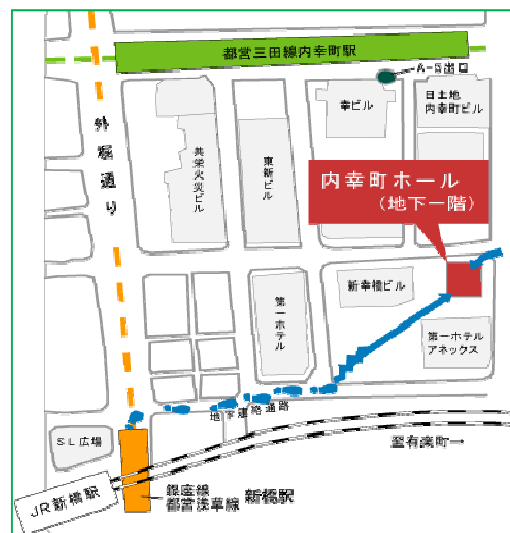 都営三田線内幸町駅
A-5出口
幸ビル
日土地
内幸町ビル
外堀通り
共栄火災ビル
東新ビル
内幸町ホール
（地下一階）
新幸橋ビル
第一ホテル
第一ホテル
アネックス
地下連絡通路
SL広場
至有楽町→
JR新橋駅
銀座線
都営浅草線
新橋駅